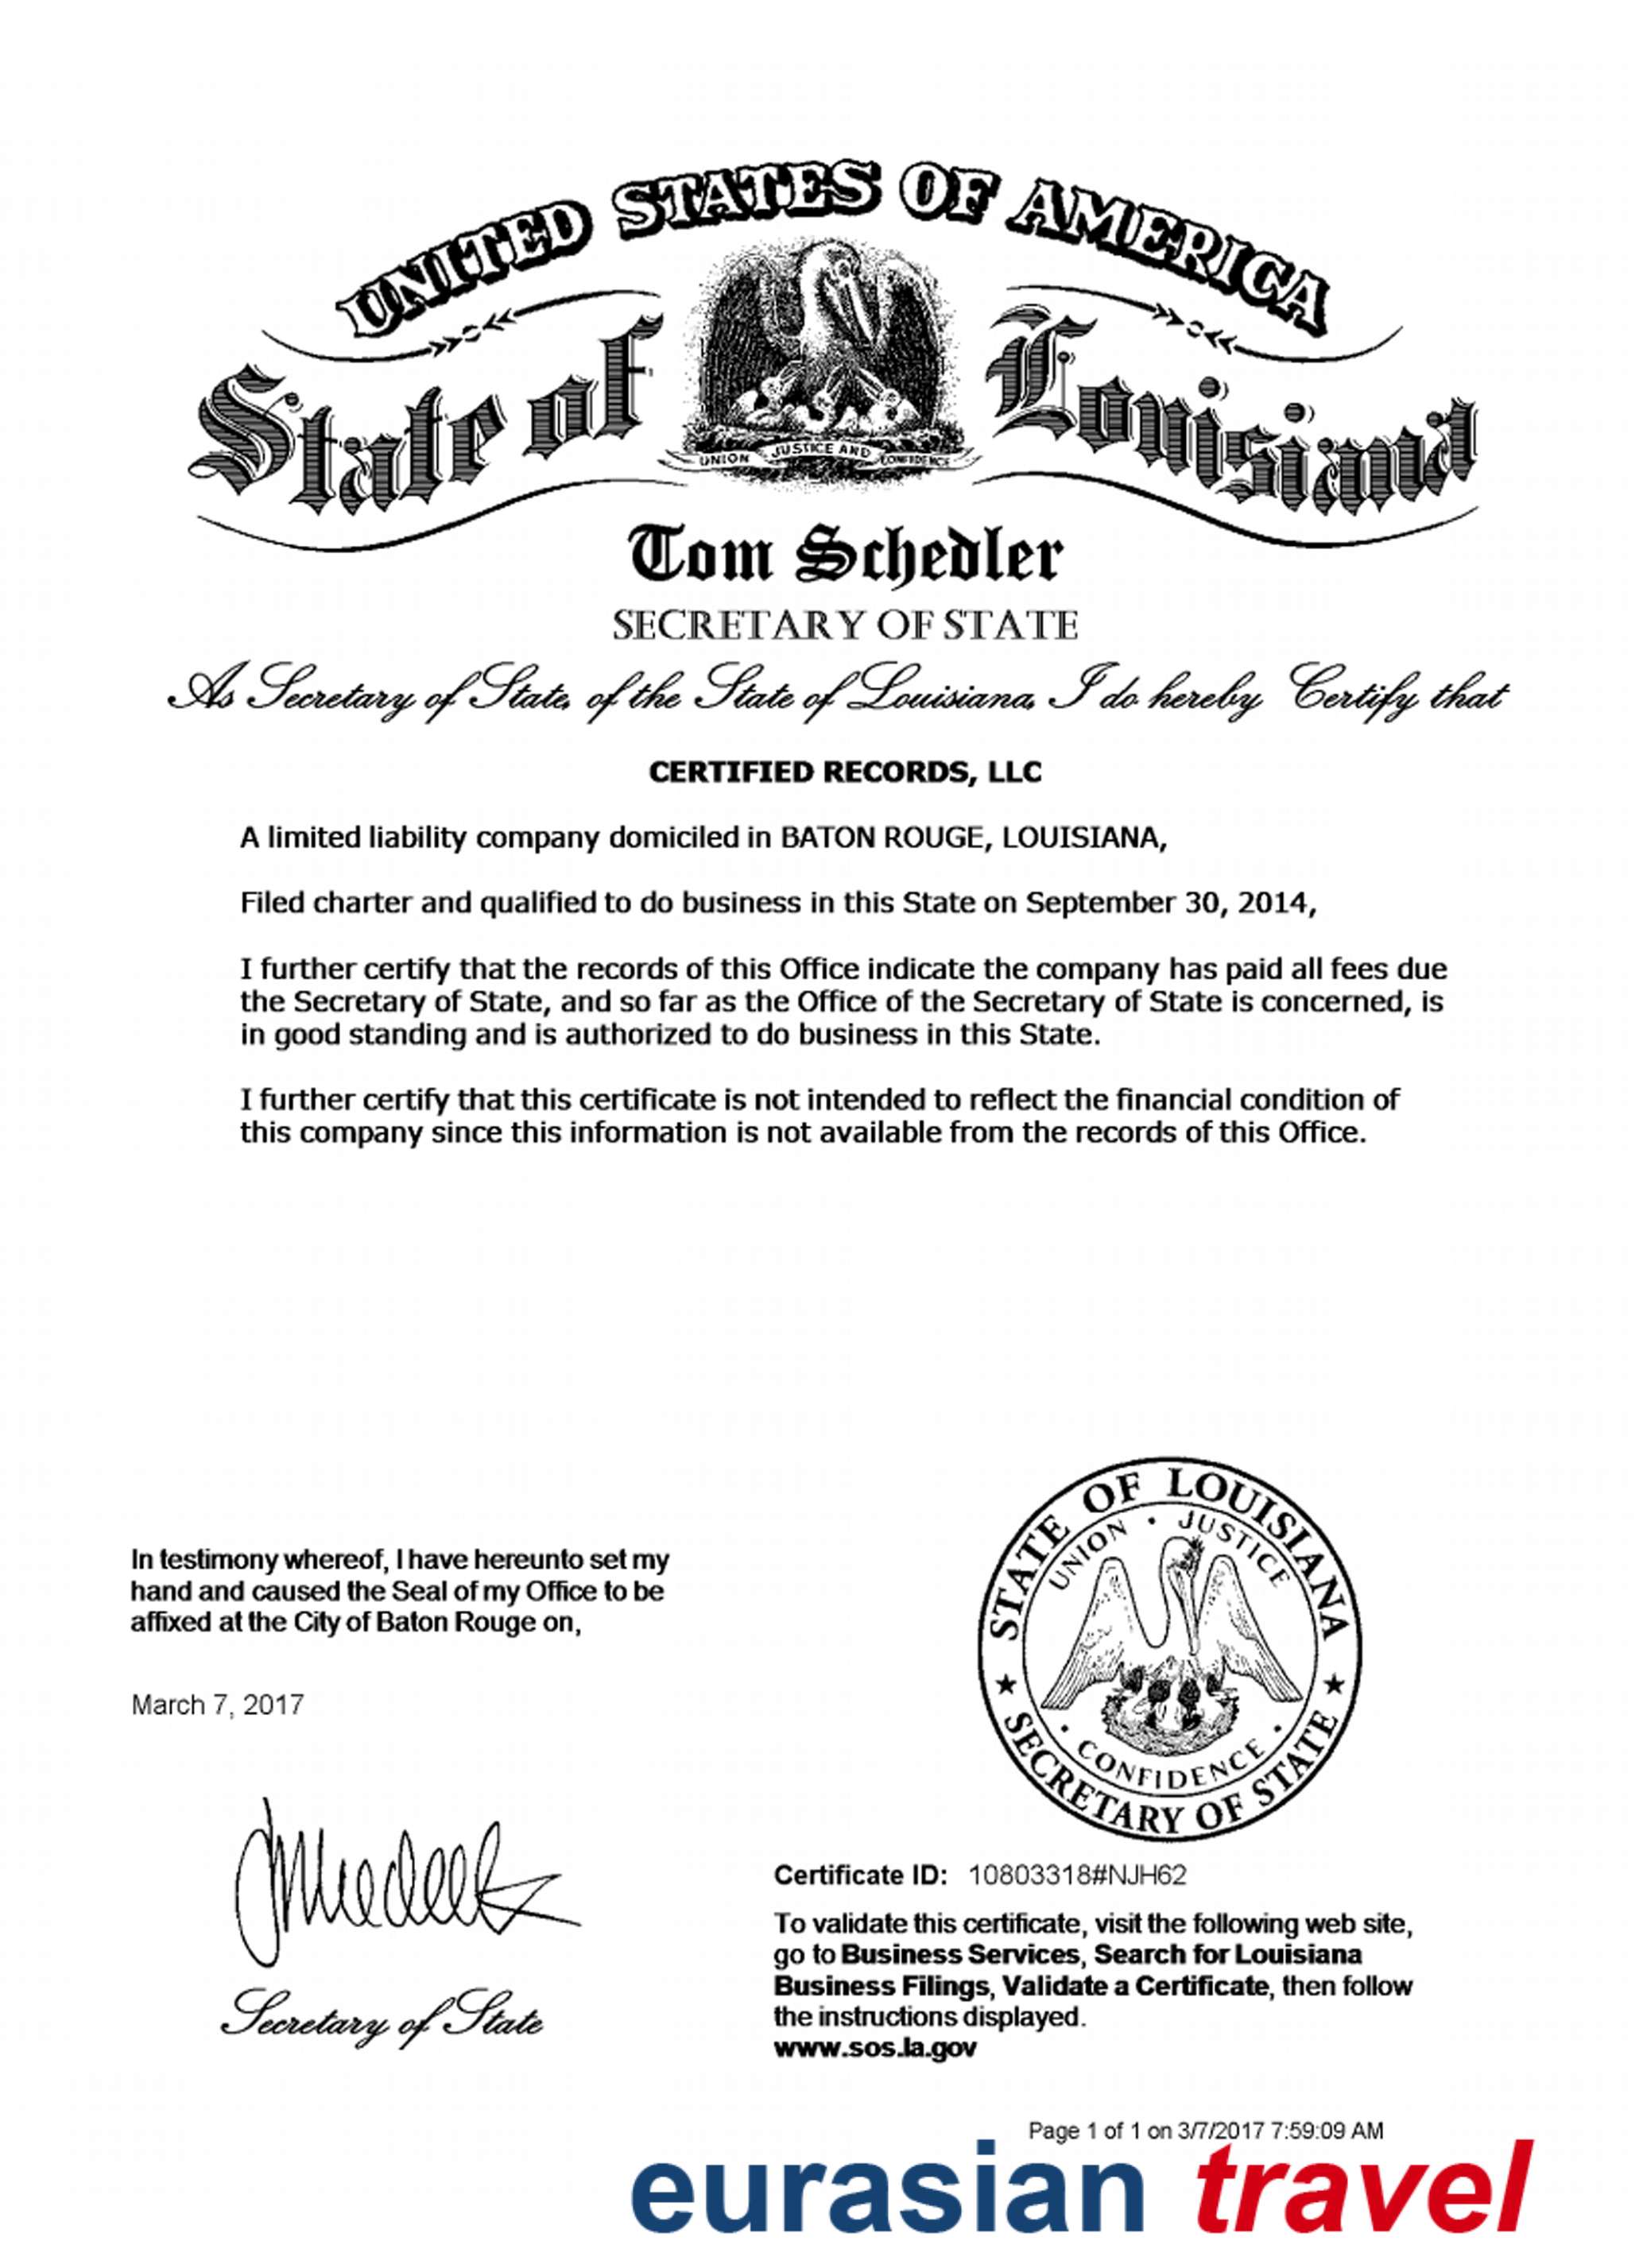 UNITED STATES OF AMERICA
State of Louisiana
UNION JUSTICE AND CONFIDENCE
Tom Schedler
SECRETARY OF STATE
As Secretary of State, of the State of Louisiana, I do hereby Certify that
CERTIFIED RECORDS, LLC
A limited liability company domiciled in BATON ROUGE, LOUISIANA,
Filed charter and qualified to do business in this State on September 30, 2014,
I further certify that the records of this Office indicate the company has paid all fees due
the Secretary of State, and so far as the Office of the Secretary of State is concerned, is
in good standing and is authorized to do business in this State.
I further certify that this certificate is not intended to reflect the financial condition of
this company since this information is not available from the records of this Office.
In testimony whereof, I have hereunto set my
hand and caused the Seal of my Office to be
affixed at the City of Baton Rouge on,
March 7, 2017
Secretary of State
STATE OF LOUISIANA
UNION · JUSTICE
· CONFIDENCE ·
★ SECRETARY OF STATE ★
Certificate ID: 10803318#NJH62
To validate this certificate, visit the following web site,
go to Business Services, Search for Louisiana
Business Filings, Validate a Certificate, then follow
the instructions displayed.
www.sos.la.gov
Page 1 of 1 on 3/7/2017 7:59:09 AM
eurasian travel